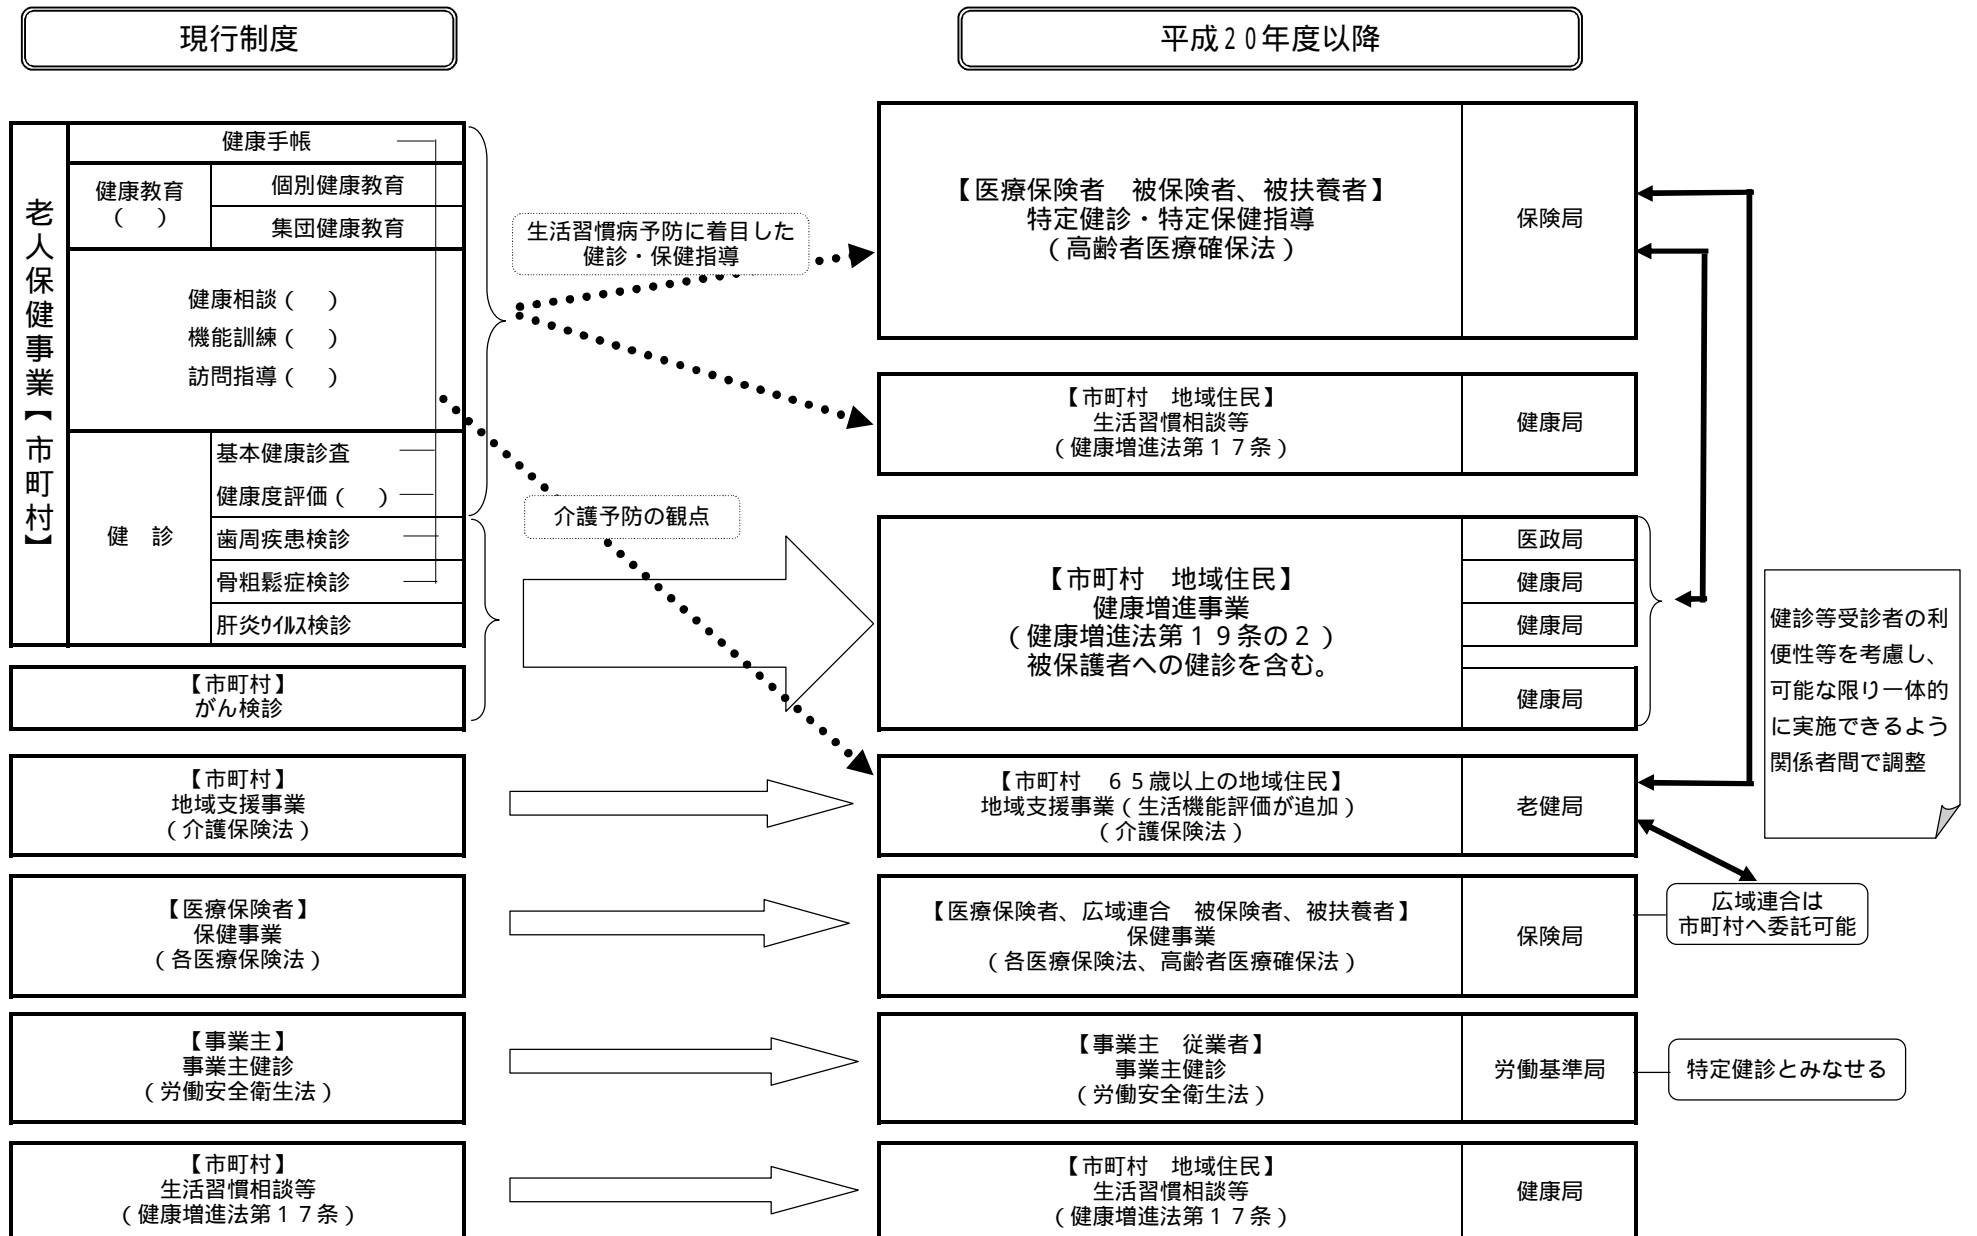 現行制度
平成20年度以降
老人保健事業【市町村】
健康手帳
健康教育
（　）
個別健康教育
集団健康教育
健康相談（　）
機能訓練（　）
訪問指導（　）
健　診
基本健康診査
健康度評価（　）
歯周疾患検診
骨粗鬆症検診
肝炎ｳｲﾙｽ検診
【市町村】
がん検診
【市町村】
地域支援事業
（介護保険法）
【医療保険者】
保健事業
（各医療保険法）
【事業主】
事業主健診
（労働安全衛生法）
【市町村】
生活習慣相談等
（健康増進法第１７条）
生活習慣病予防に着目した
健診・保健指導
介護予防の観点
【医療保険者　被保険者、被扶養者】
特定健診・特定保健指導
（高齢者医療確保法）
保険局
【市町村　地域住民】
生活習慣相談等
（健康増進法第１７条）
健康局
【市町村　地域住民】
健康増進事業
（健康増進法第１９条の２）
被保護者への健診を含む。
医政局
健康局
健康局
健康局
【市町村　６５歳以上の地域住民】
地域支援事業（生活機能評価が追加）
（介護保険法）
老健局
【医療保険者、広域連合　被保険者、被扶養者】
保健事業
（各医療保険法、高齢者医療確保法）
保険局
【事業主　従業者】
事業主健診
（労働安全衛生法）
労働基準局
【市町村　地域住民】
生活習慣相談等
（健康増進法第１７条）
健康局
健診等受診者の利
便性等を考慮し、
可能な限り一体的
に実施できるよう
関係者間で調整
広域連合は
市町村へ委託可能
特定健診とみなせる